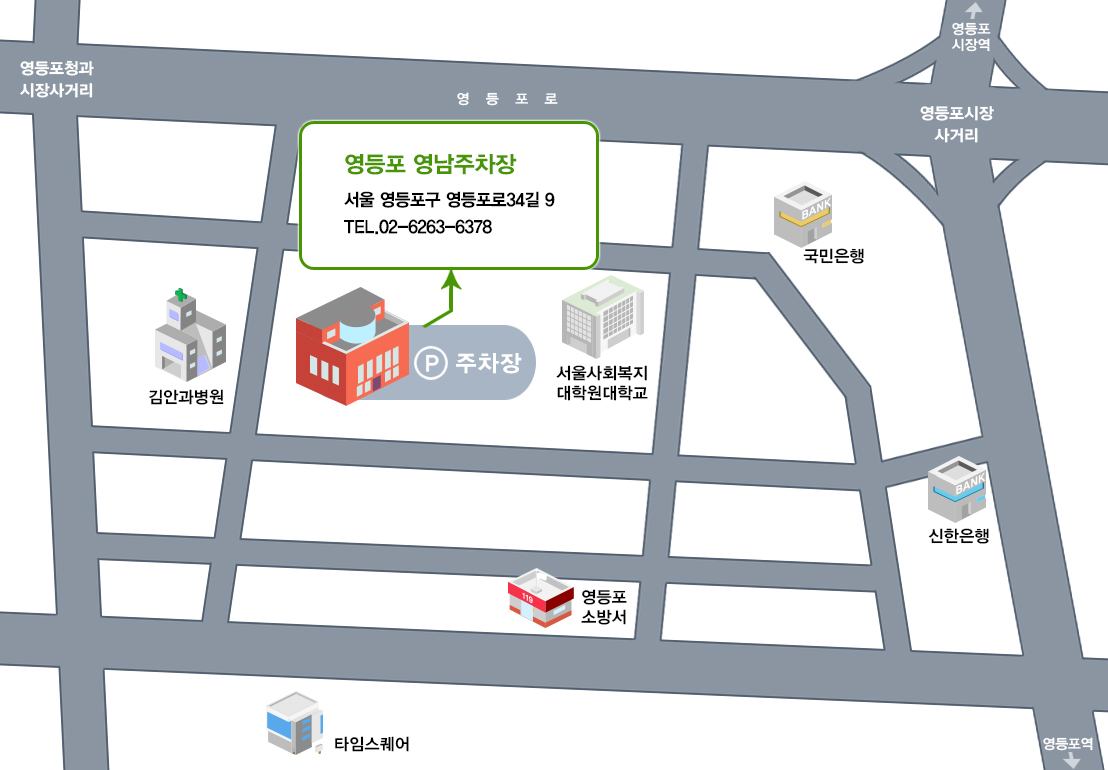 영등포
시장역
영등포청과
시장사거리
영 등 포 로
영등포시장
사거리
영등포 영남주차장
서울 영등포구 영등포로34길 9
TEL.02-6263-6378
BANK
국민은행
P 주차장
서울사회복지
대학원대학교
김안과병원
BANK
신한은행
119
영등포
소방서
타임스퀘어
영등포역